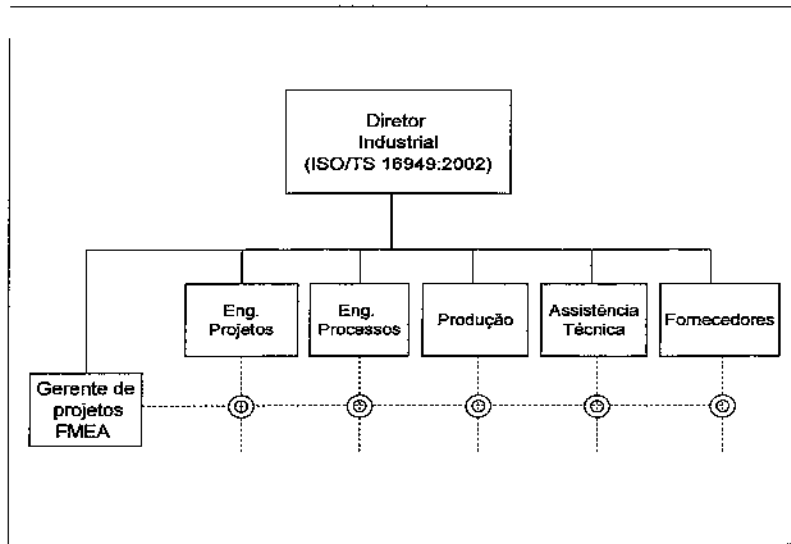 Diretor
Industrial
(ISO/TS 16949:2002)
Eng.
Projetos
Eng.
Processos
Produção
Assistência
Técnica
Fornecedores
Gerente de
projetos
FMEA